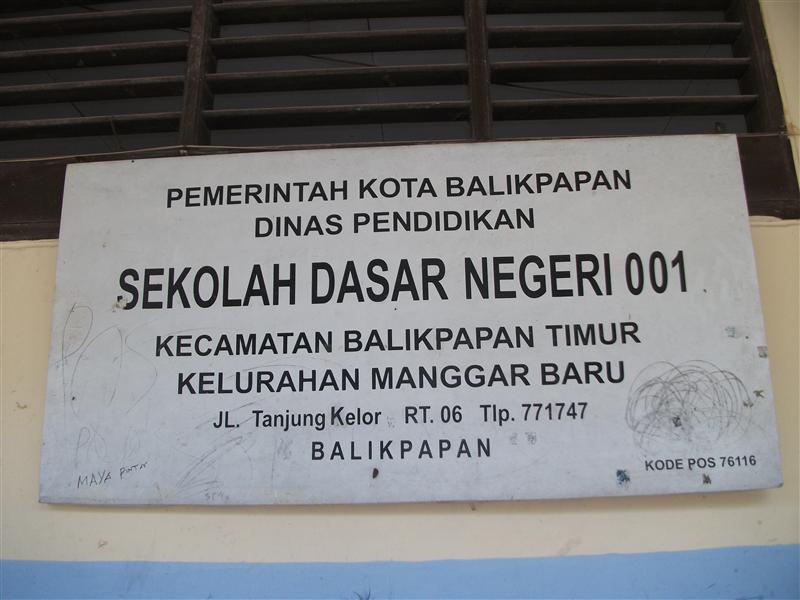 PEMERINTAH KOTA BALIKPAPAN
DINAS PENDIDIKAN
SEKOLAH DASAR NEGERI 001
KECAMATAN BALIKPAPAN TIMUR
KELURAHAN MANGGAR BARU
JL. Tanjung Kelor RT. 06 Tlp. 771747
BALIKPAPAN
KODE POS 76116
MAYA